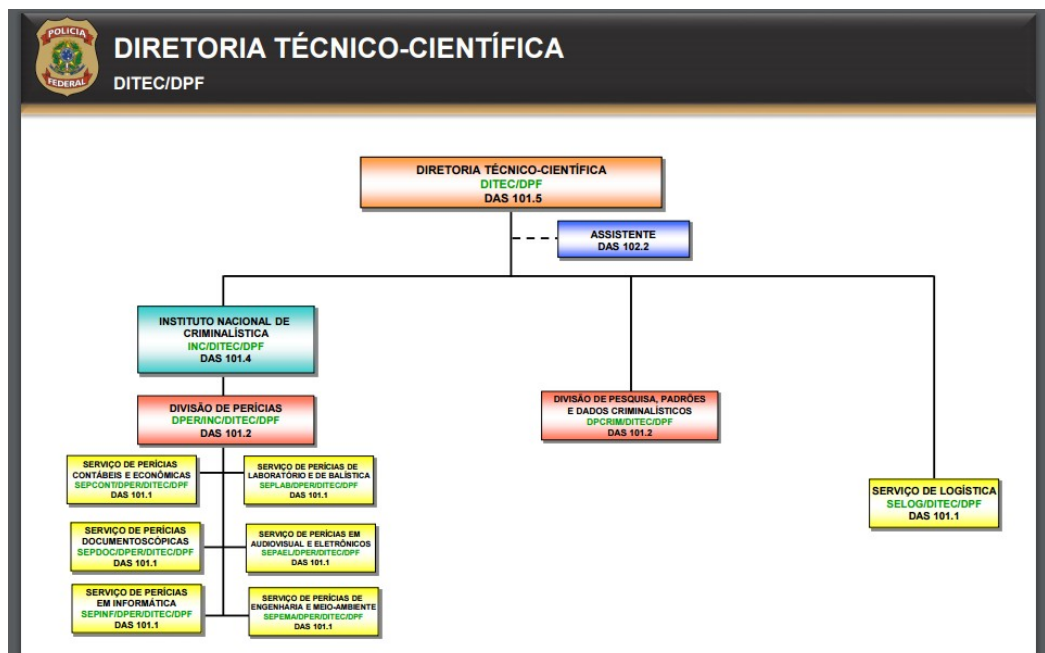 POLICIA
FEDERAL
DIRETORIA TÉCNICO-CIENTÍFICA
DITEC/DPF
DIRETORIA TÉCNICO-CIENTÍFICA
DITEC/DPF
DAS 101.5
ASSISTENTE
DAS 102.2
INSTITUTO NACIONAL DE
CRIMINALÍSTICA
INC/DITEC/DPF
DAS 101.4
DIVISÃO DE PERÍCIAS
DPER/INC/DITEC/DPF
DAS 101.2
DIVISÃO DE PESQUISA, PADRÕES
E DADOS CRIMINALÍSTICOS
DPCRIM/DITEC/DPF
DAS 101.2
SERVIÇO DE PERÍCIAS
CONTÁBEIS E ECONÔMICAS
SEPCONT/DPER/DITEC/DPF
DAS 101.1
SERVIÇO DE PERÍCIAS DE
LABORATÓRIO E DE BALÍSTICA
SEPLAB/DPER/DITEC/DPF
DAS 101.1
SERVIÇO DE LOGÍSTICA
SELOG/DITEC/DPF
DAS 101.1
SERVIÇO DE PERÍCIAS
DOCUMENTOSCÓPICAS
SEPDOC/DPER/DITEC/DPF
DAS 101.1
SERVIÇO DE PERÍCIAS EM
AUDIOVISUAL E ELETRÔNICOS
SEPAEL/DPER/DITEC/DPF
DAS 101.1
SERVIÇO DE PERÍCIAS
EM INFORMÁTICA
SEPINF/DPER/DITEC/DPF
DAS 101.1
SERVIÇO DE PERÍCIAS DE
ENGENHARIA E MEIO-AMBIENTE
SEPEMA/DPER/DITEC/DPF
DAS 101.1